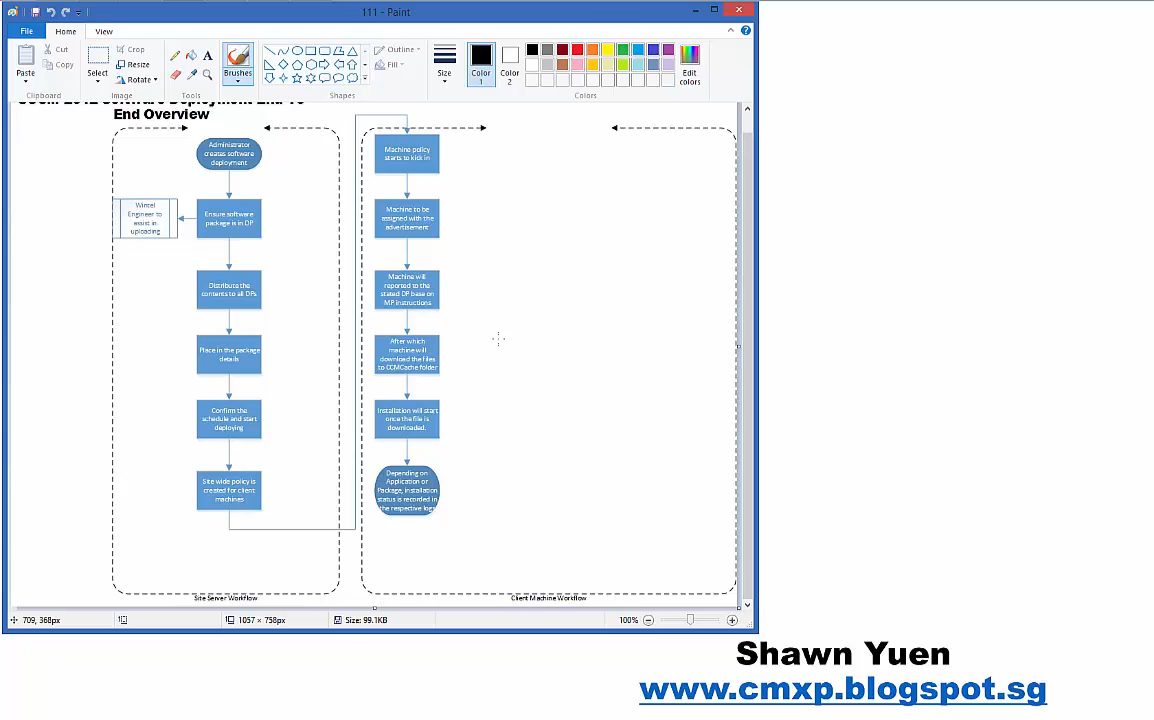 111 - Paint
File
Home
View
Paste
Cut
Copy
Clipboard
Select
Crop
Resize
Rotate
Image
A
Tools
Brushes
Outline
Fill
Shapes
Size
Color
1
Color
2
Edit
colors
Colors
End Overview
Administrator
creates software
deployment
Ensure software
package is in DP
Wintel
Engineer to
assist in
uploading
Distribute the
contents to all DPs
Place in the package
details
Confirm the
schedule and start
deploying
Site wide policy is
created for client
machines
Site Server Workflow
Machine policy
starts to kick in
Machine to be
assigned with the
advertisement
Machine will
reported to the
stated DP base on
MP instructions
After which
machine will
download the files
to CCMCache folder
Installation will start
once the file is
downloaded.
Depending on
Application or
Package, installation
status is recorded in
the respective logs
Client Machine Workflow
709, 368px
1057 × 758px
Size: 99.1KB
100%
Shawn Yuen
www.cmxp.blogspot.sg